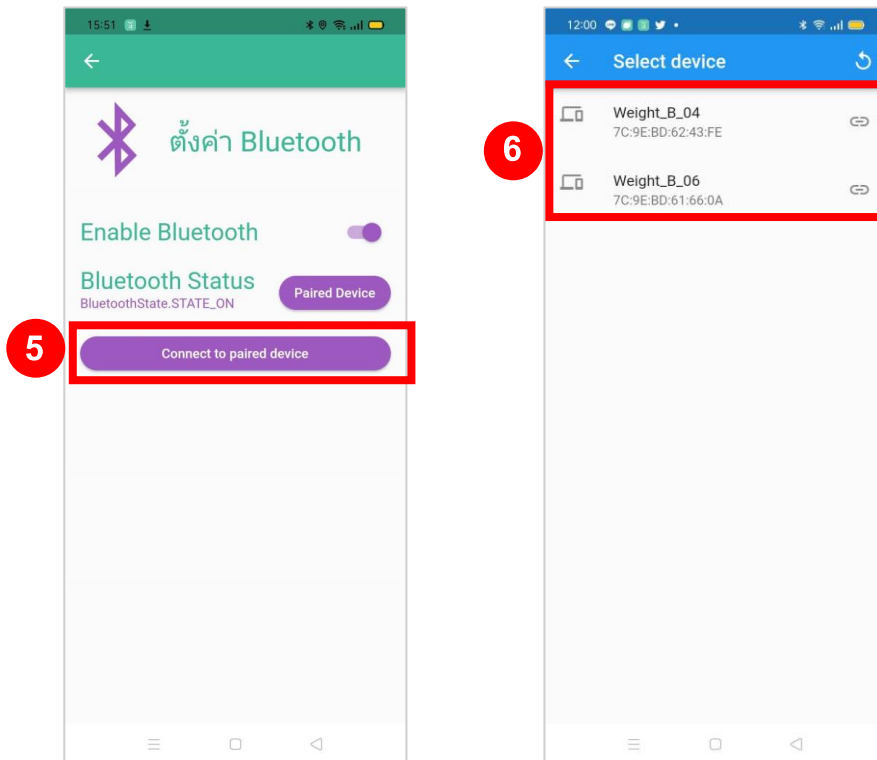 15:51
ตั้งค่า Bluetooth
Enable Bluetooth
Bluetooth Status
BluetoothState.STATE_ON
Paired Device
5
Connect to paired device
12:00
Select device
6
Weight_B_04
7C:9E:BD:62:43:FE
Weight_B_06
7C:9E:BD:61:66:0A